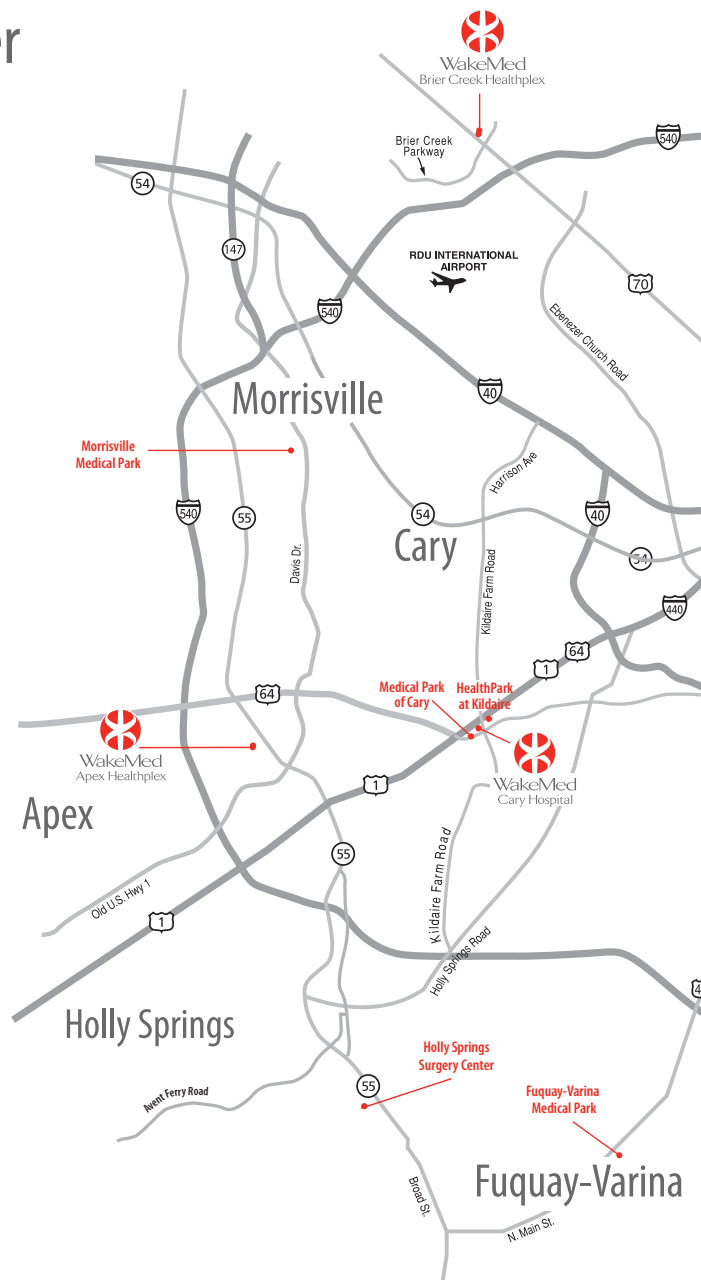 er
WakeMed
Brier Creek Healthplex
Brier Creek
Parkway
540
54
147
RDU INTERNATIONAL
AIRPORT
70
540
Ebenezer Church Road
40
Morrisville
Morrisville
Medical Park
Harrison Ave
540
55
54
40
Cary
54
Davis Dr.
Kildaire Farm Road
440
64
1
64
Medical Park
of Cary
HealthPark
at Kildaire
WakeMed
Apex Healthplex
WakeMed
Cary Hospital
1
Apex
55
Kildaire Farm Road
Old U.S. Hwy 1
1
Holly Springs Road
4
Holly Springs
Holly Springs
Surgery Center
55
Avent Ferry Road
Fuquay-Varina
Medical Park
Fuquay-Varina
Broad St.
N. Main St.